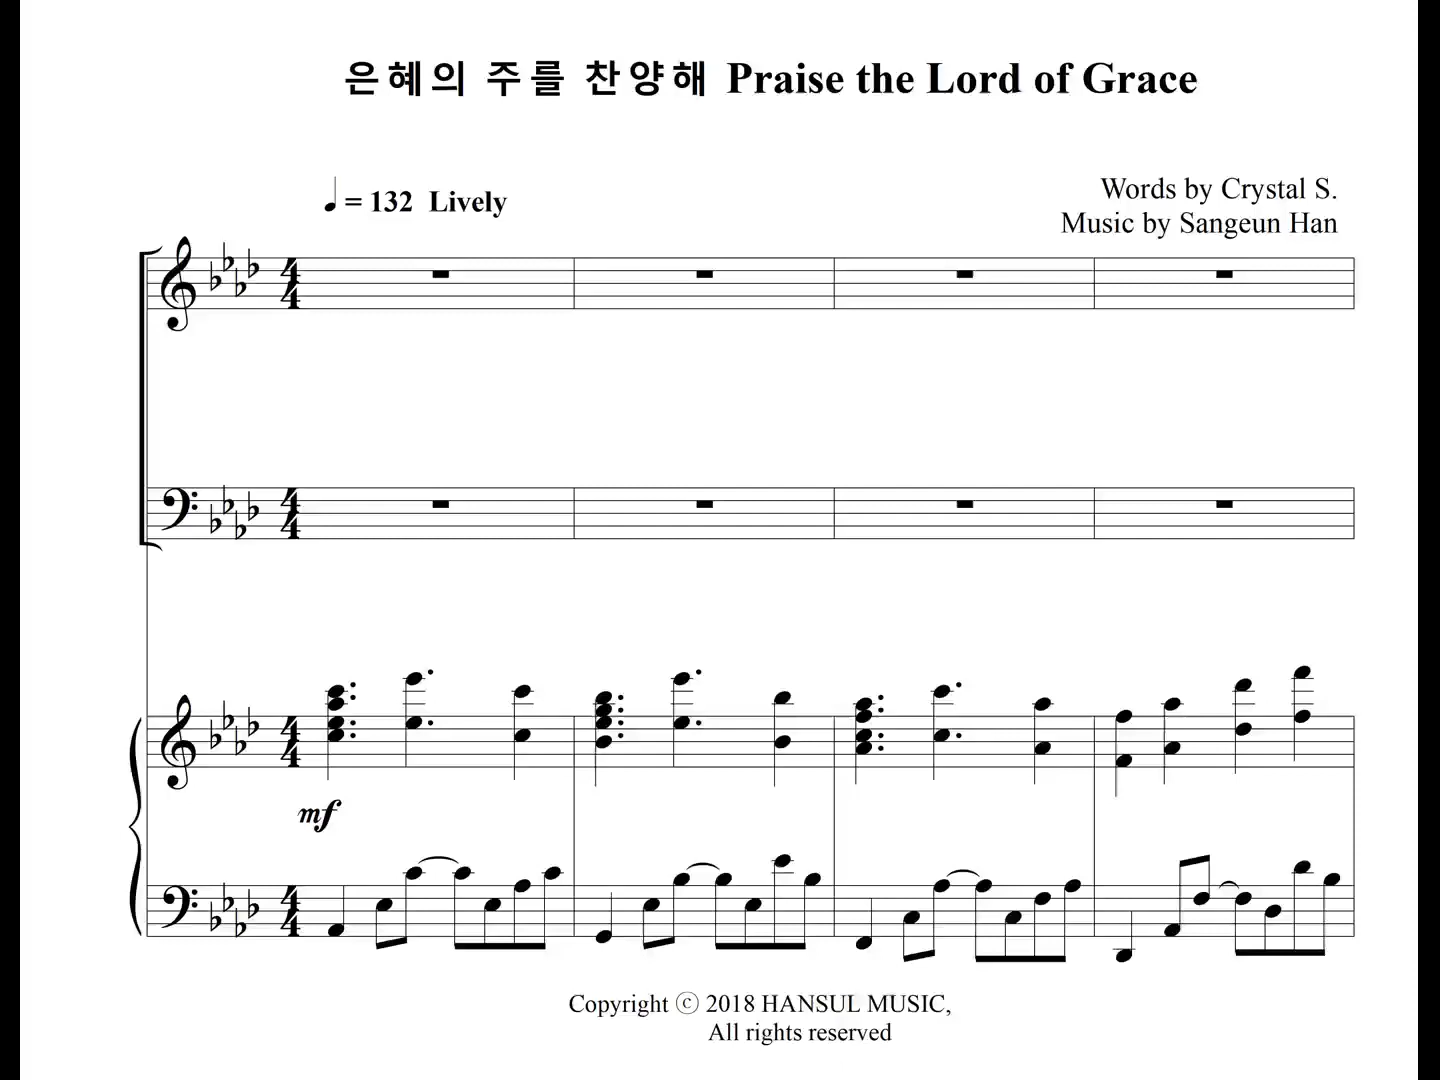 은혜의 주를 찬양해 Praise the Lord of Grace
= 132 Lively
Words by Crystal S.
Music by Sangeun Han
mf
Copyright ⓒ 2018 HANSUL MUSIC,
All rights reserved